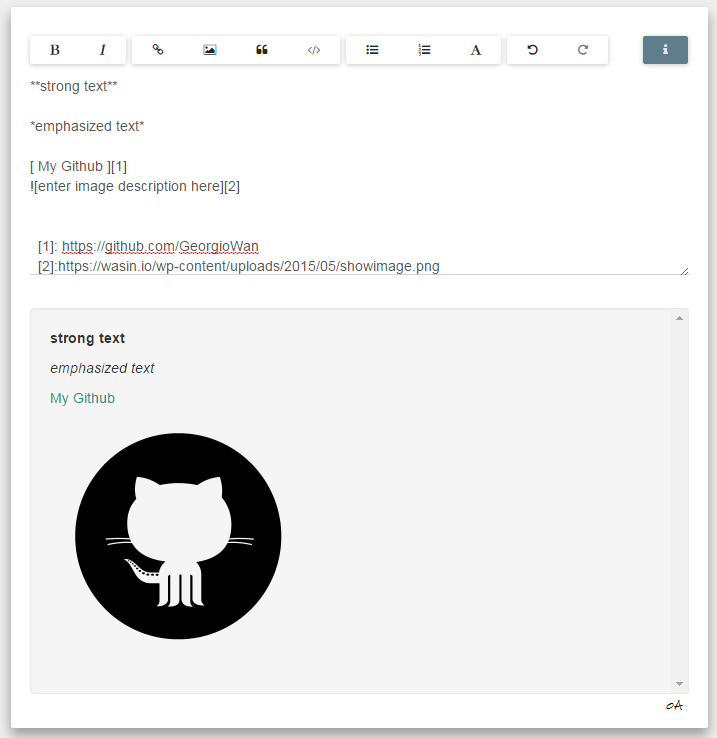 B I A
**strong text**
*emphasized text*
[ My Github ][1]
![enter image description here][2]
[1]: https://github.com/GeorgioWan
[2]:https://wasin.io/wp-content/uploads/2015/05/showimage.png
strong text
emphasized text
My Github